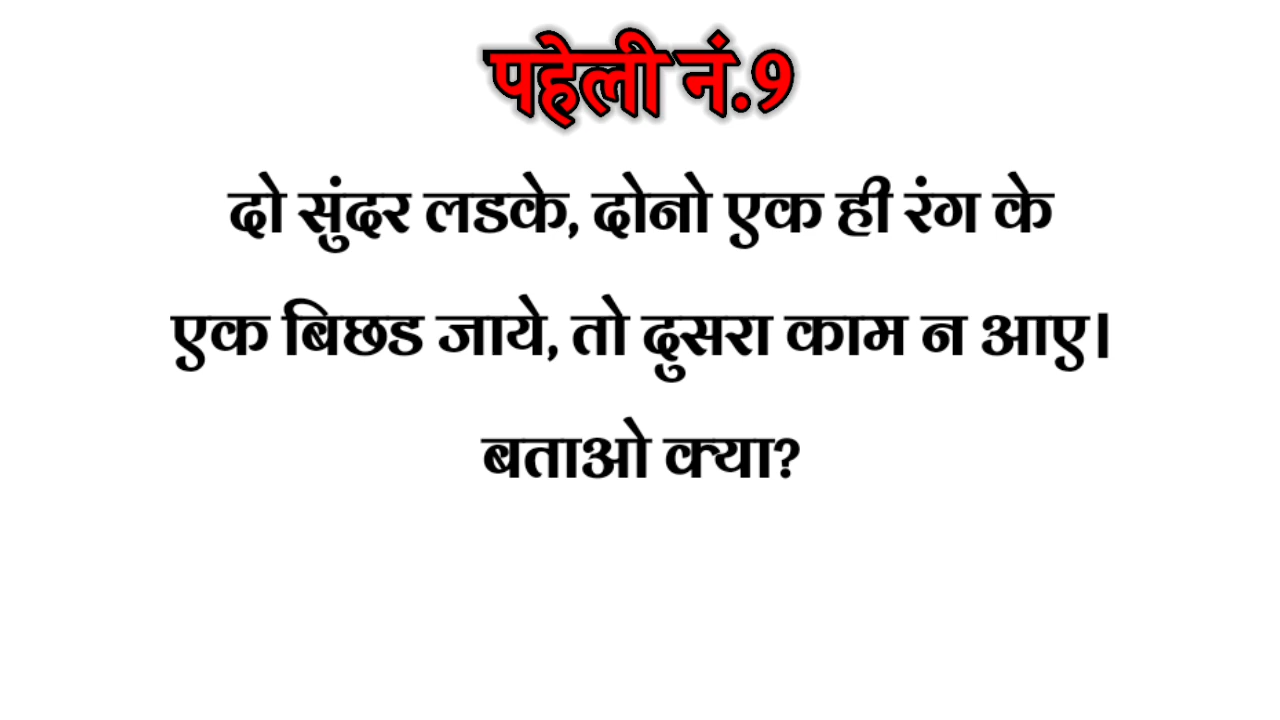 पहेली नं.9
दो सुंदर लडके, दोनो एक ही रंग के
एक बिछड जाये, तो दुसरा काम न आए।
बताओ क्या?